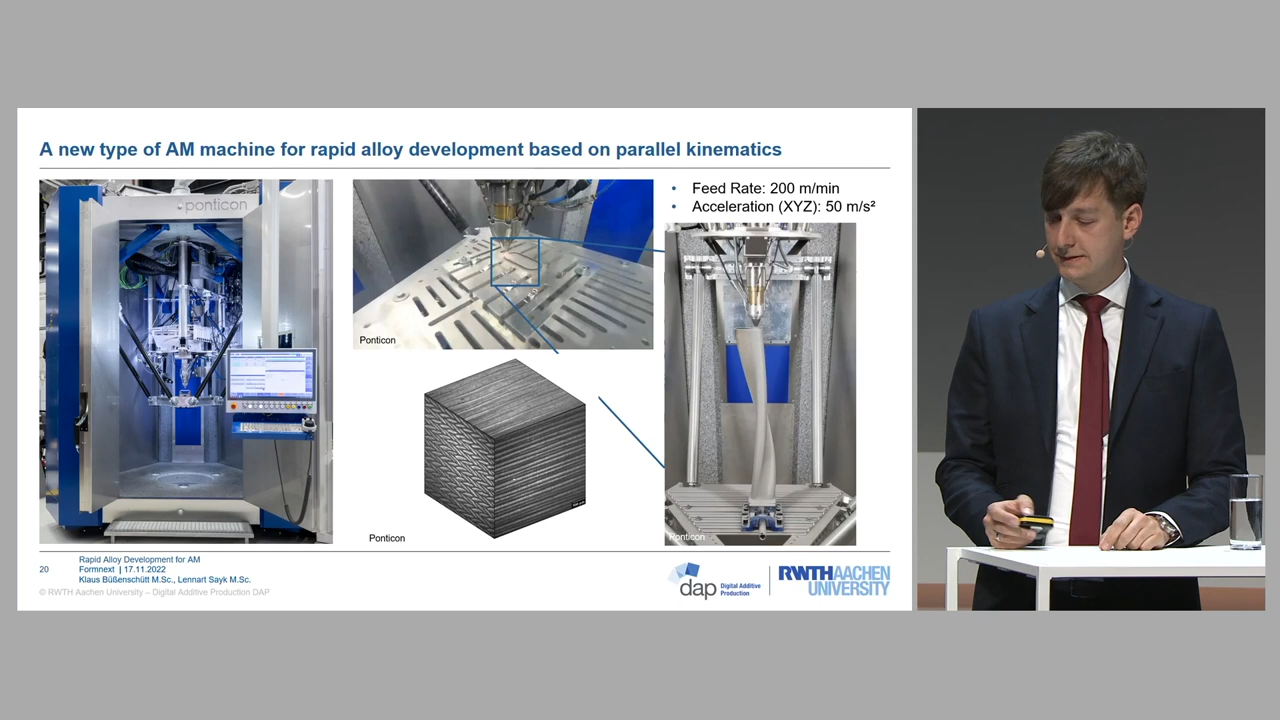 A new type of AM machine for rapid alloy development based on parallel kinematics
ponticon
Ponticon
Ponticon
• Feed Rate: 200 m/min
• Acceleration (XYZ): 50 m/s²
Ponticon
20
Rapid Alloy Development for AM
Formnext | 17.11.2022
Klaus Büßenschütt M.Sc., Lennart Sayk M.Sc.
© RWTH Aachen University – Digital Additive Production DAP
dap Digital Additive
Production
RWTHAACHEN
UNIVERSITY